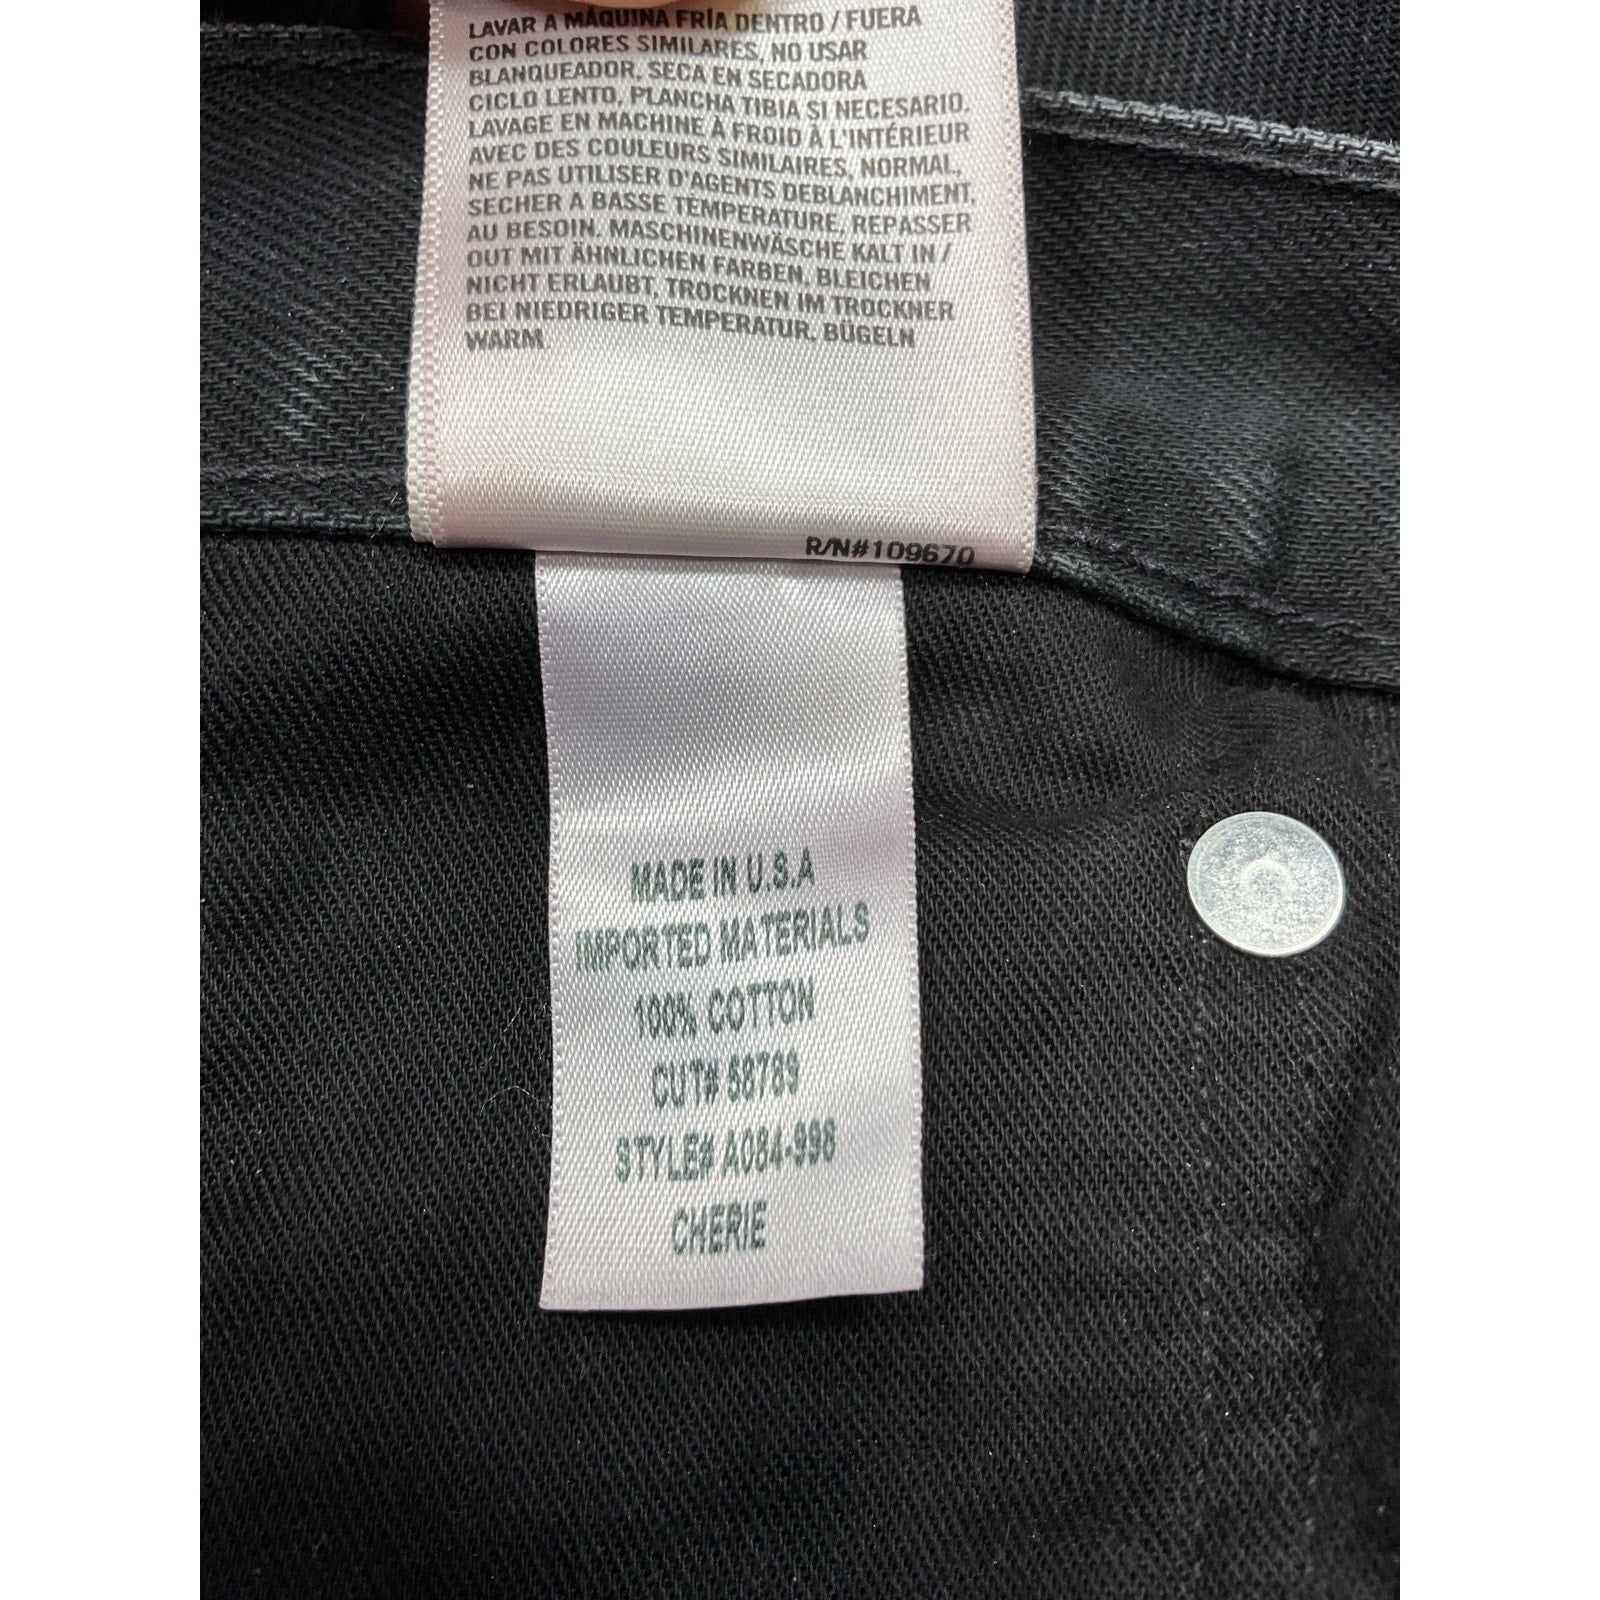 LAVAR A MÁQUINA FRÍA DENTRO / FUERA
CON COLORES SIMILARES, NO USAR
BLANQUEADOR, SECA EN SECADORA
CICLO LENTO, PLANCHA TIBIA SI NECESARIO.
LAVAGE EN MACHINE À FROID À L'INTÉRIEUR
AVEC DES COULEURS SIMILAIRES, NORMAL,
NE PAS UTILISER D'AGENTS DEBLANCHIMENT,
SECHER A BASSE TEMPERATURE, REPASSER
AU BESOIN. MASCHINENWÄSCHE KALT IN /
OUT MIT ÄHNLICHEN FARBEN, BLEICHEN
NICHT ERLAUBT, TROCKNEN IM TROCKNER
BEI NIEDRIGER TEMPERATUR, BÜGELN
WARM.
R/N#109670
MADE IN U.S.A
IMPORTED MATERIALS
100% COTTON
CUT# 58789
STYLE# A084-998
CHERIE